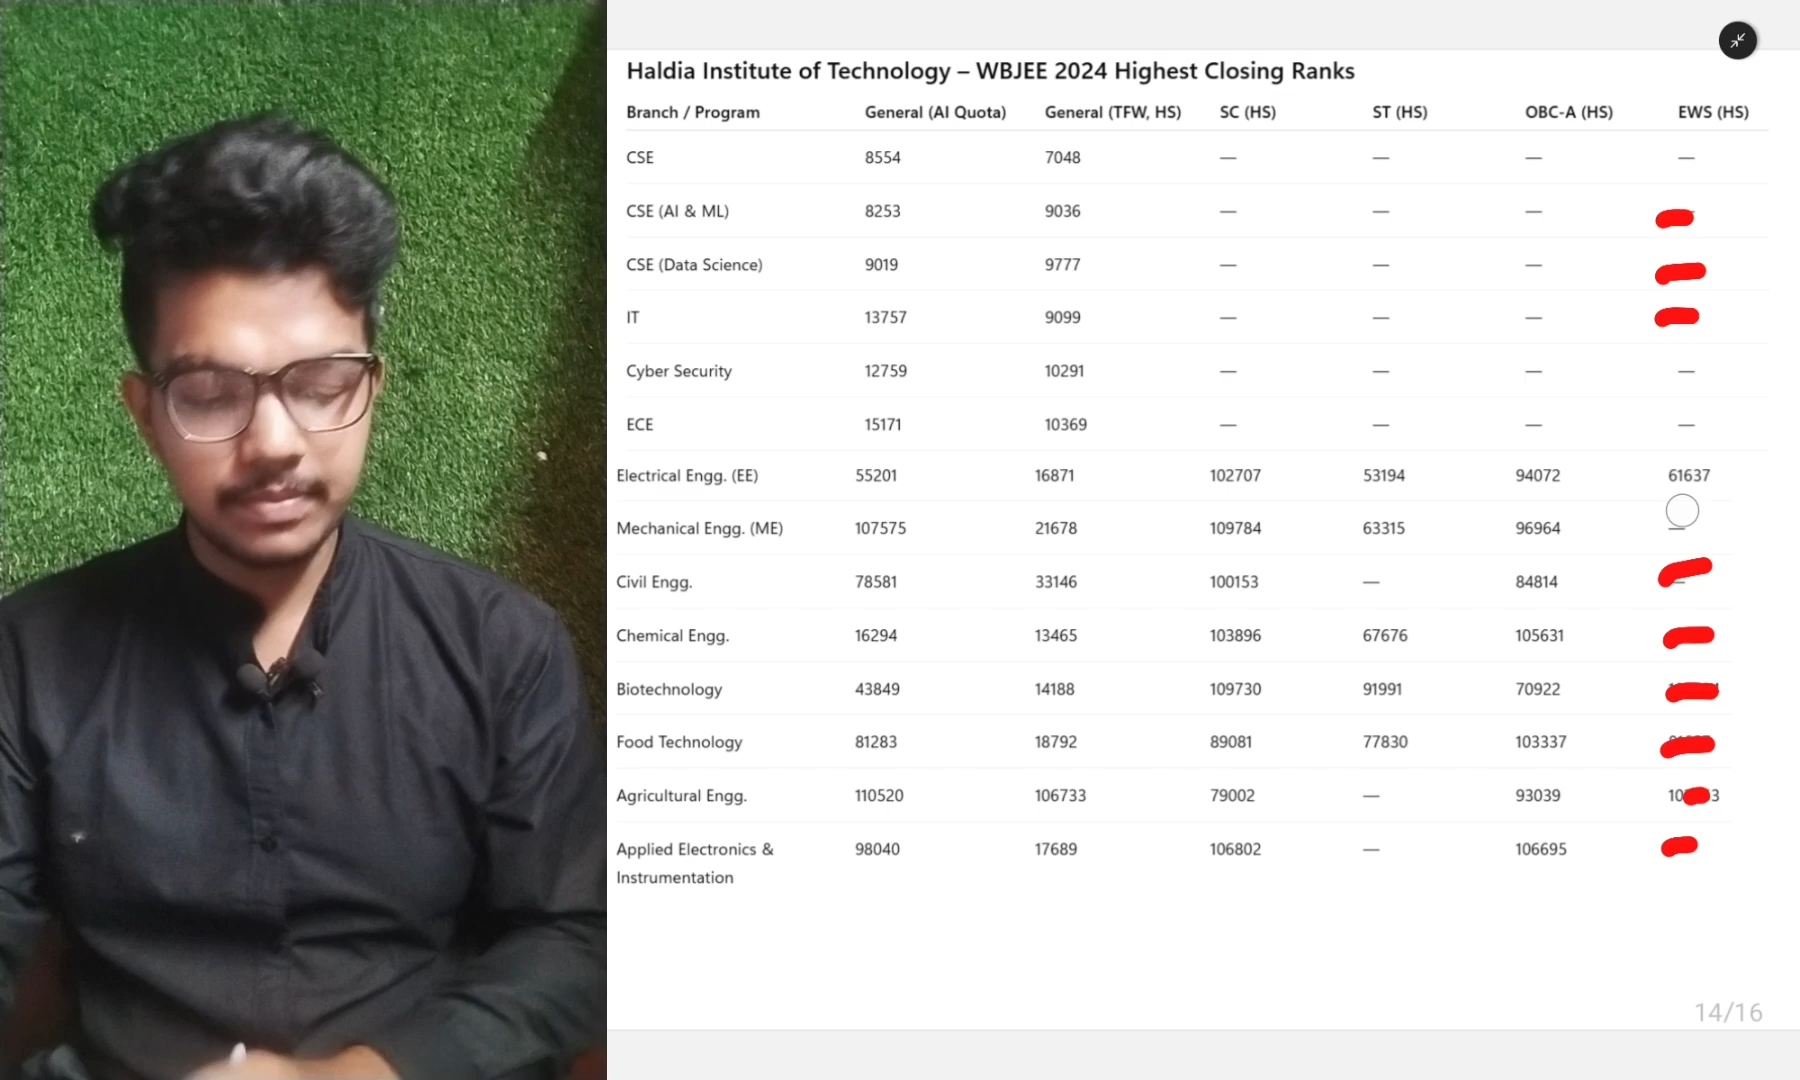 Haldia Institute of Technology – WBJEE 2024 Highest Closing Ranks
Branch / Program General (AI Quota) General (TFW, HS) SC (HS) ST (HS) OBC-A (HS) EWS (HS)
CSE 8554 7048 — — — —
CSE (AI & ML) 8253 9036 — — —
CSE (Data Science) 9019 9777 — — —
IT 13757 9099 — — —
Cyber Security 12759 10291 — — — —
ECE 15171 10369 — — — —
Electrical Engg. (EE) 55201 16871 102707 53194 94072 61637
Mechanical Engg. (ME) 107575 21678 109784 63315 96964 —
Civil Engg. 78581 33146 100153 — 84814 —
Chemical Engg. 16294 13465 103896 67676 105631
Biotechnology 43849 14188 109730 91991 70922
Food Technology 81283 18792 89081 77830 103337
Agricultural Engg. 110520 106733 79002 — 93039
Applied Electronics & 98040 17689 106802 — 106695
Instrumentation
14/16